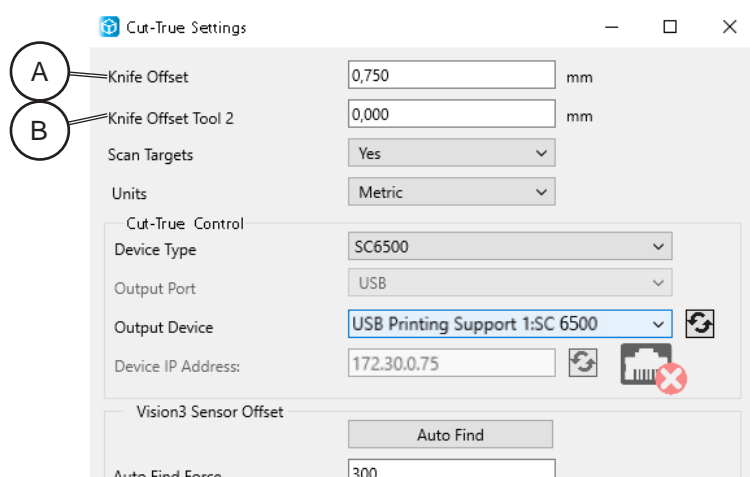 Cut-True Settings
A
Knife Offset 0,750 mm
B
Knife Offset Tool 2 0,000 mm
Scan Targets Yes
Units Metric
Cut-True Control
Device Type SC6500
Output Port USB
Output Device USB Printing Support 1:SC 6500
Device IP Address: 172.30.0.75
Vision3 Sensor Offset
Auto Find
Auto Find Force 300